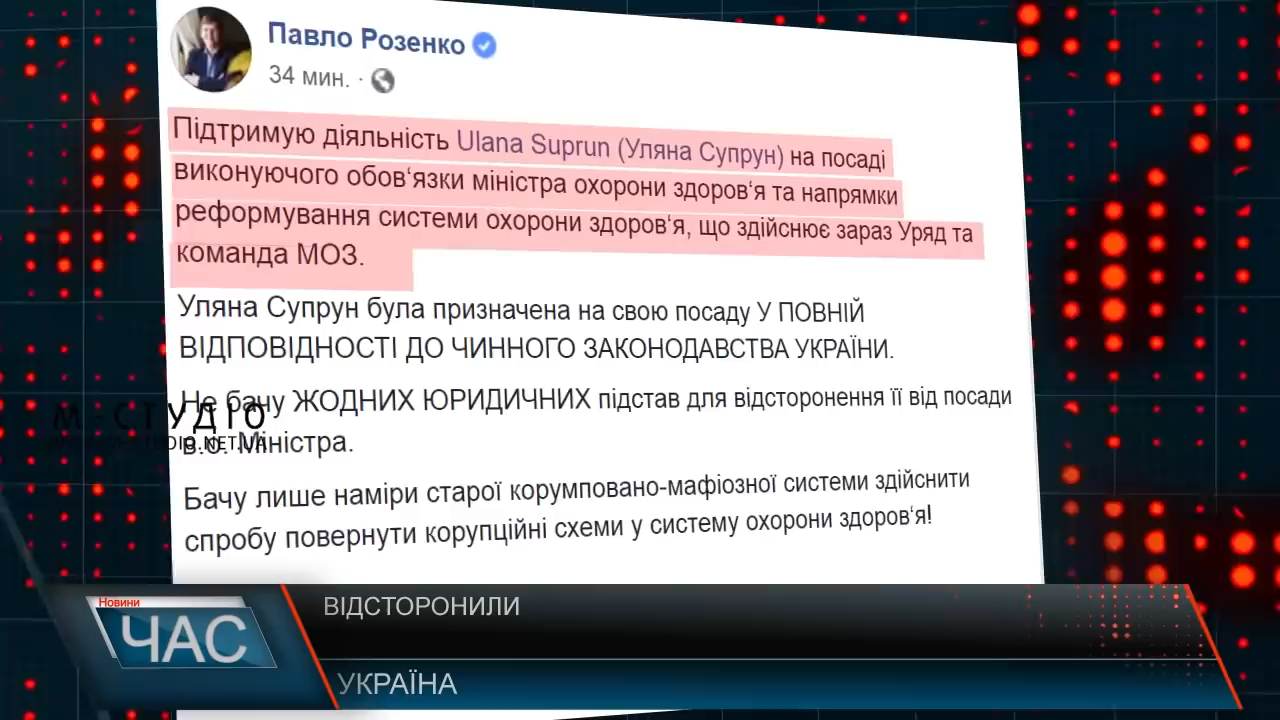 Павло Розенко
34 мин.
Підтримую діяльність Ulana Suprun (Уляна Супрун) на посаді
виконуючого обов‘язки міністра охорони здоров‘я та напрямки
реформування системи охорони здоров‘я, що здійснює зараз Уряд та
команда МОЗ.
Уляна Супрун була призначена на свою посаду У ПОВНІЙ
ВІДПОВІДНОСТІ ДО ЧИННОГО ЗАКОНОДАВСТВА УКРАЇНИ.
Не бачу ЖОДНИХ ЮРИДИЧНИХ підстав для відсторонення її від посади
в.о. Міністра.
М-СТУДІО
Бачу лише наміри старої корумповано-мафіозної системи здійснити
спробу повернути корупційні схеми у систему охорони здоров‘я!
Новини
ЧАС
ВІДСТОРОНИЛИ
УКРАЇНА